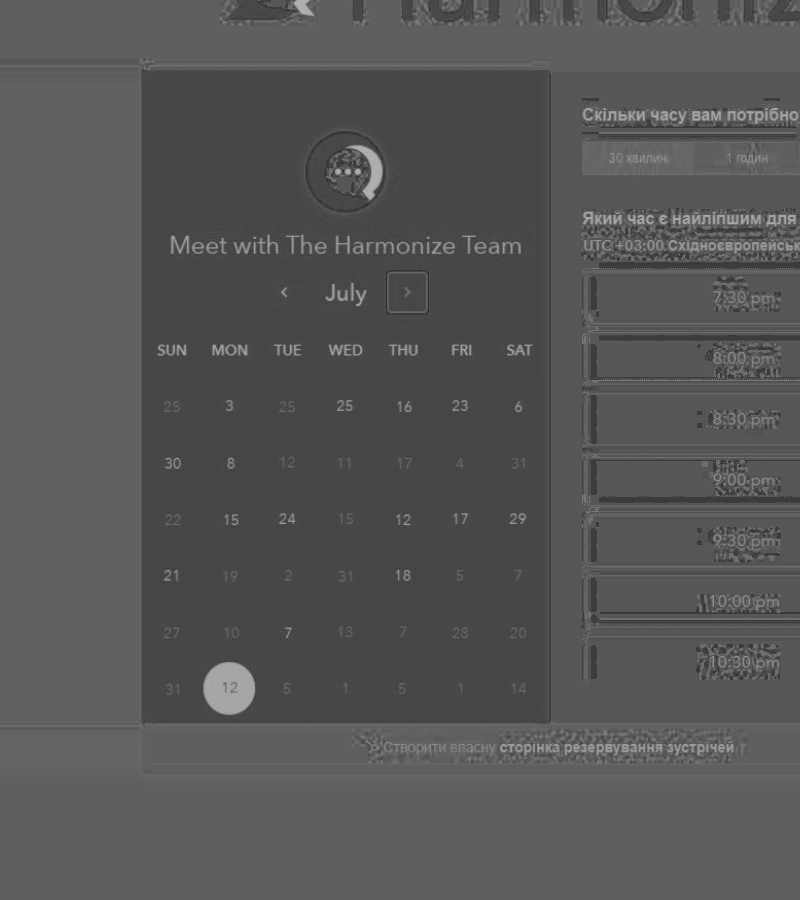 Harmoniz
Meet with The Harmonize Team
‹ July ›
SUN MON TUE WED THU FRI SAT
25 3 25 25 16 23 6
30 8 12 11 17 4 31
22 15 24 15 12 17 29
21 19 2 31 18 5 7
27 10 7 13 7 28 20
31 12 5 1 5 1 14
Скільки часу вам потрібно
30 хвилин 1 годин
Який час є найліпшим для
UTC +03:00 Східноєвропейськ
7:30 pm
8:00 pm
8:30 pm
9:00 pm
9:30 pm
10:00 pm
10:30 pm
Створити власну сторінка резервування зустрічей